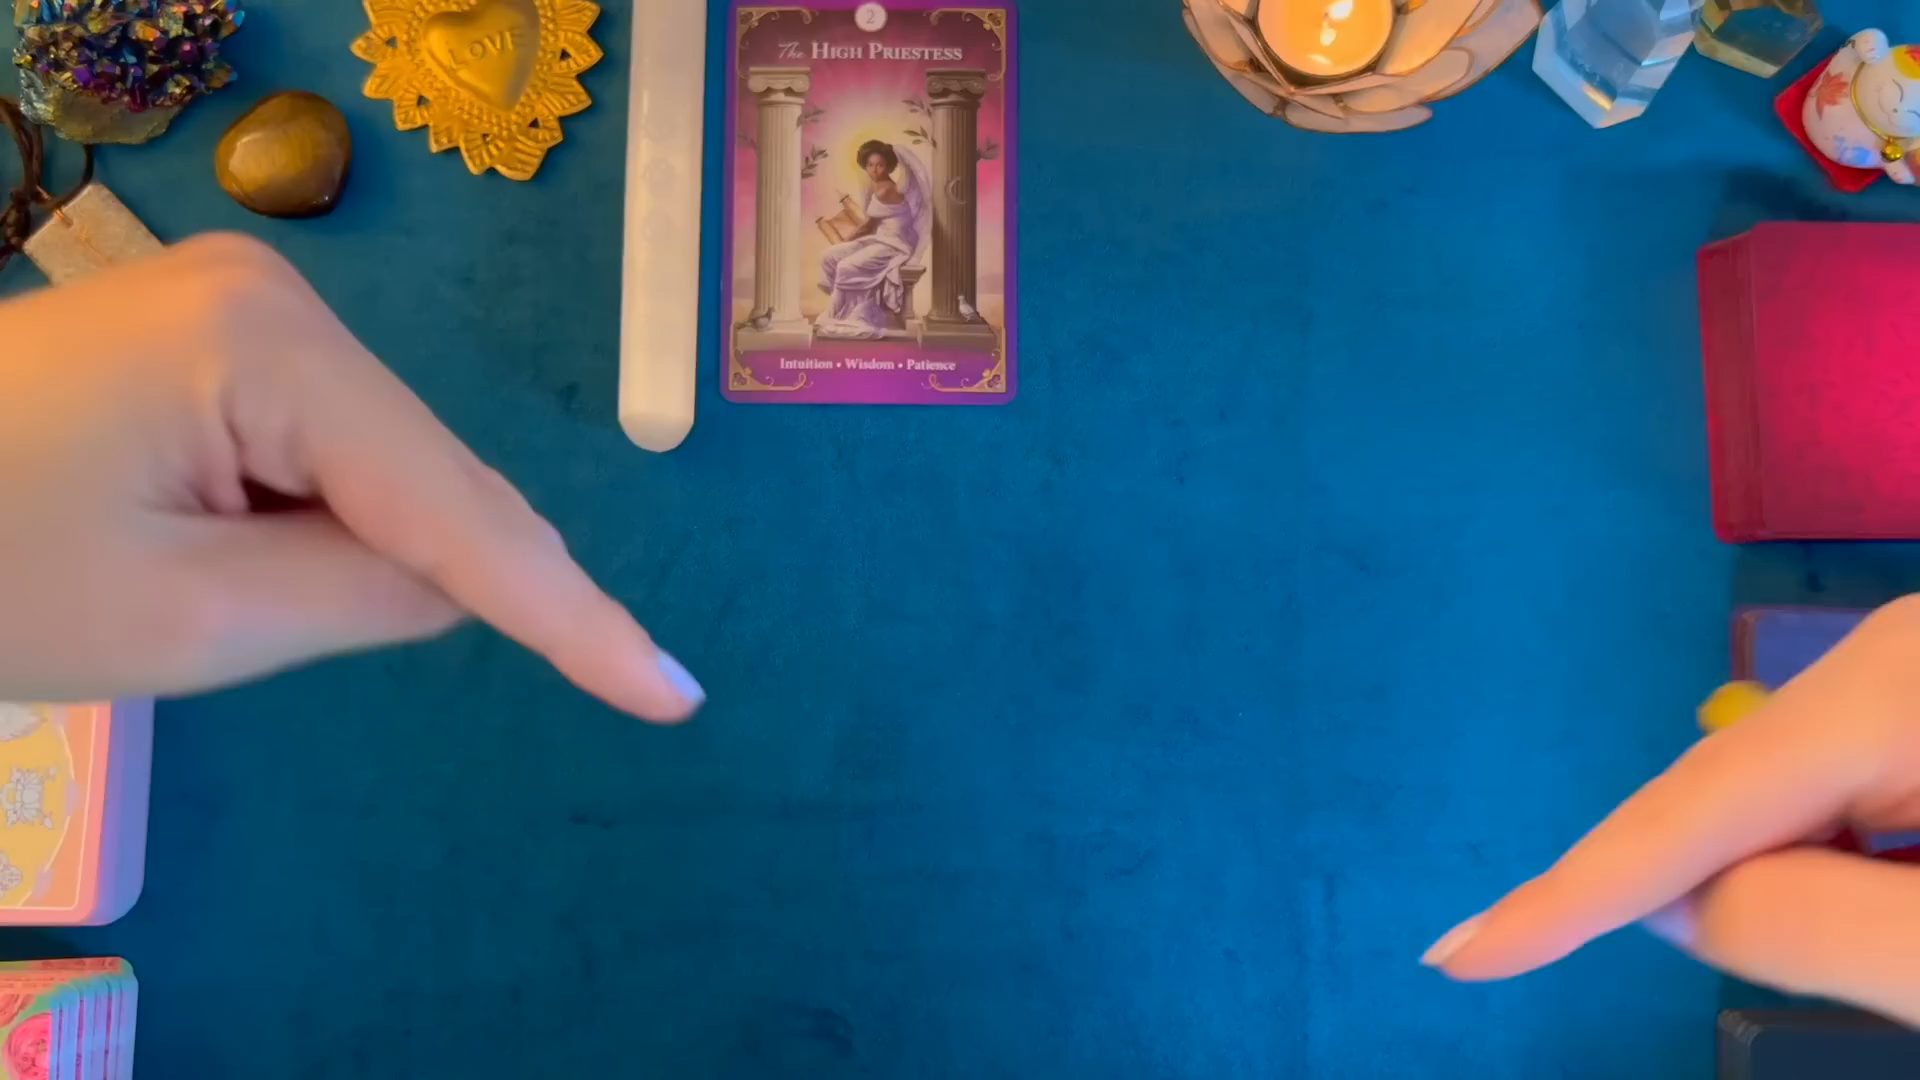 LOVE
2
The HIGH PRIESTESS
Intuition • Wisdom • Patience